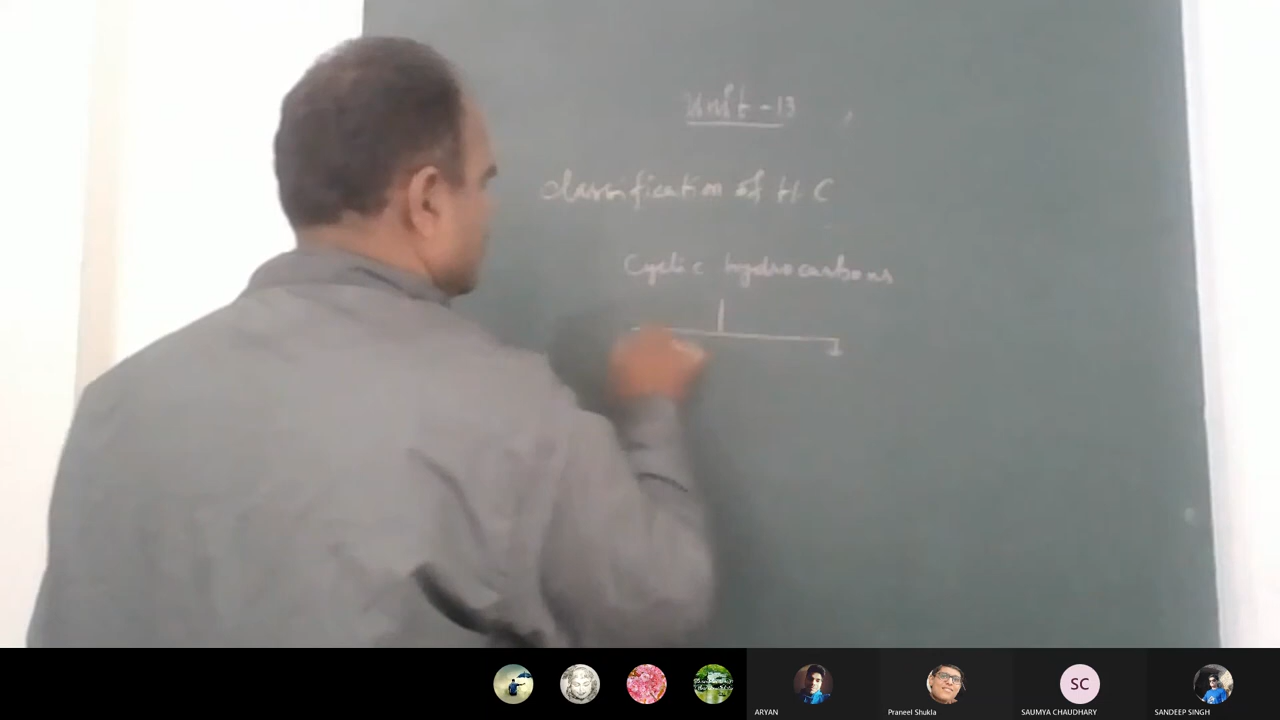 Unit - 13
classification of H C
Cyclic hydrocarbons
SC
ARYAN
Praneel Shukla
SAUMYA CHAUDHARY
SANDEEP SINGH